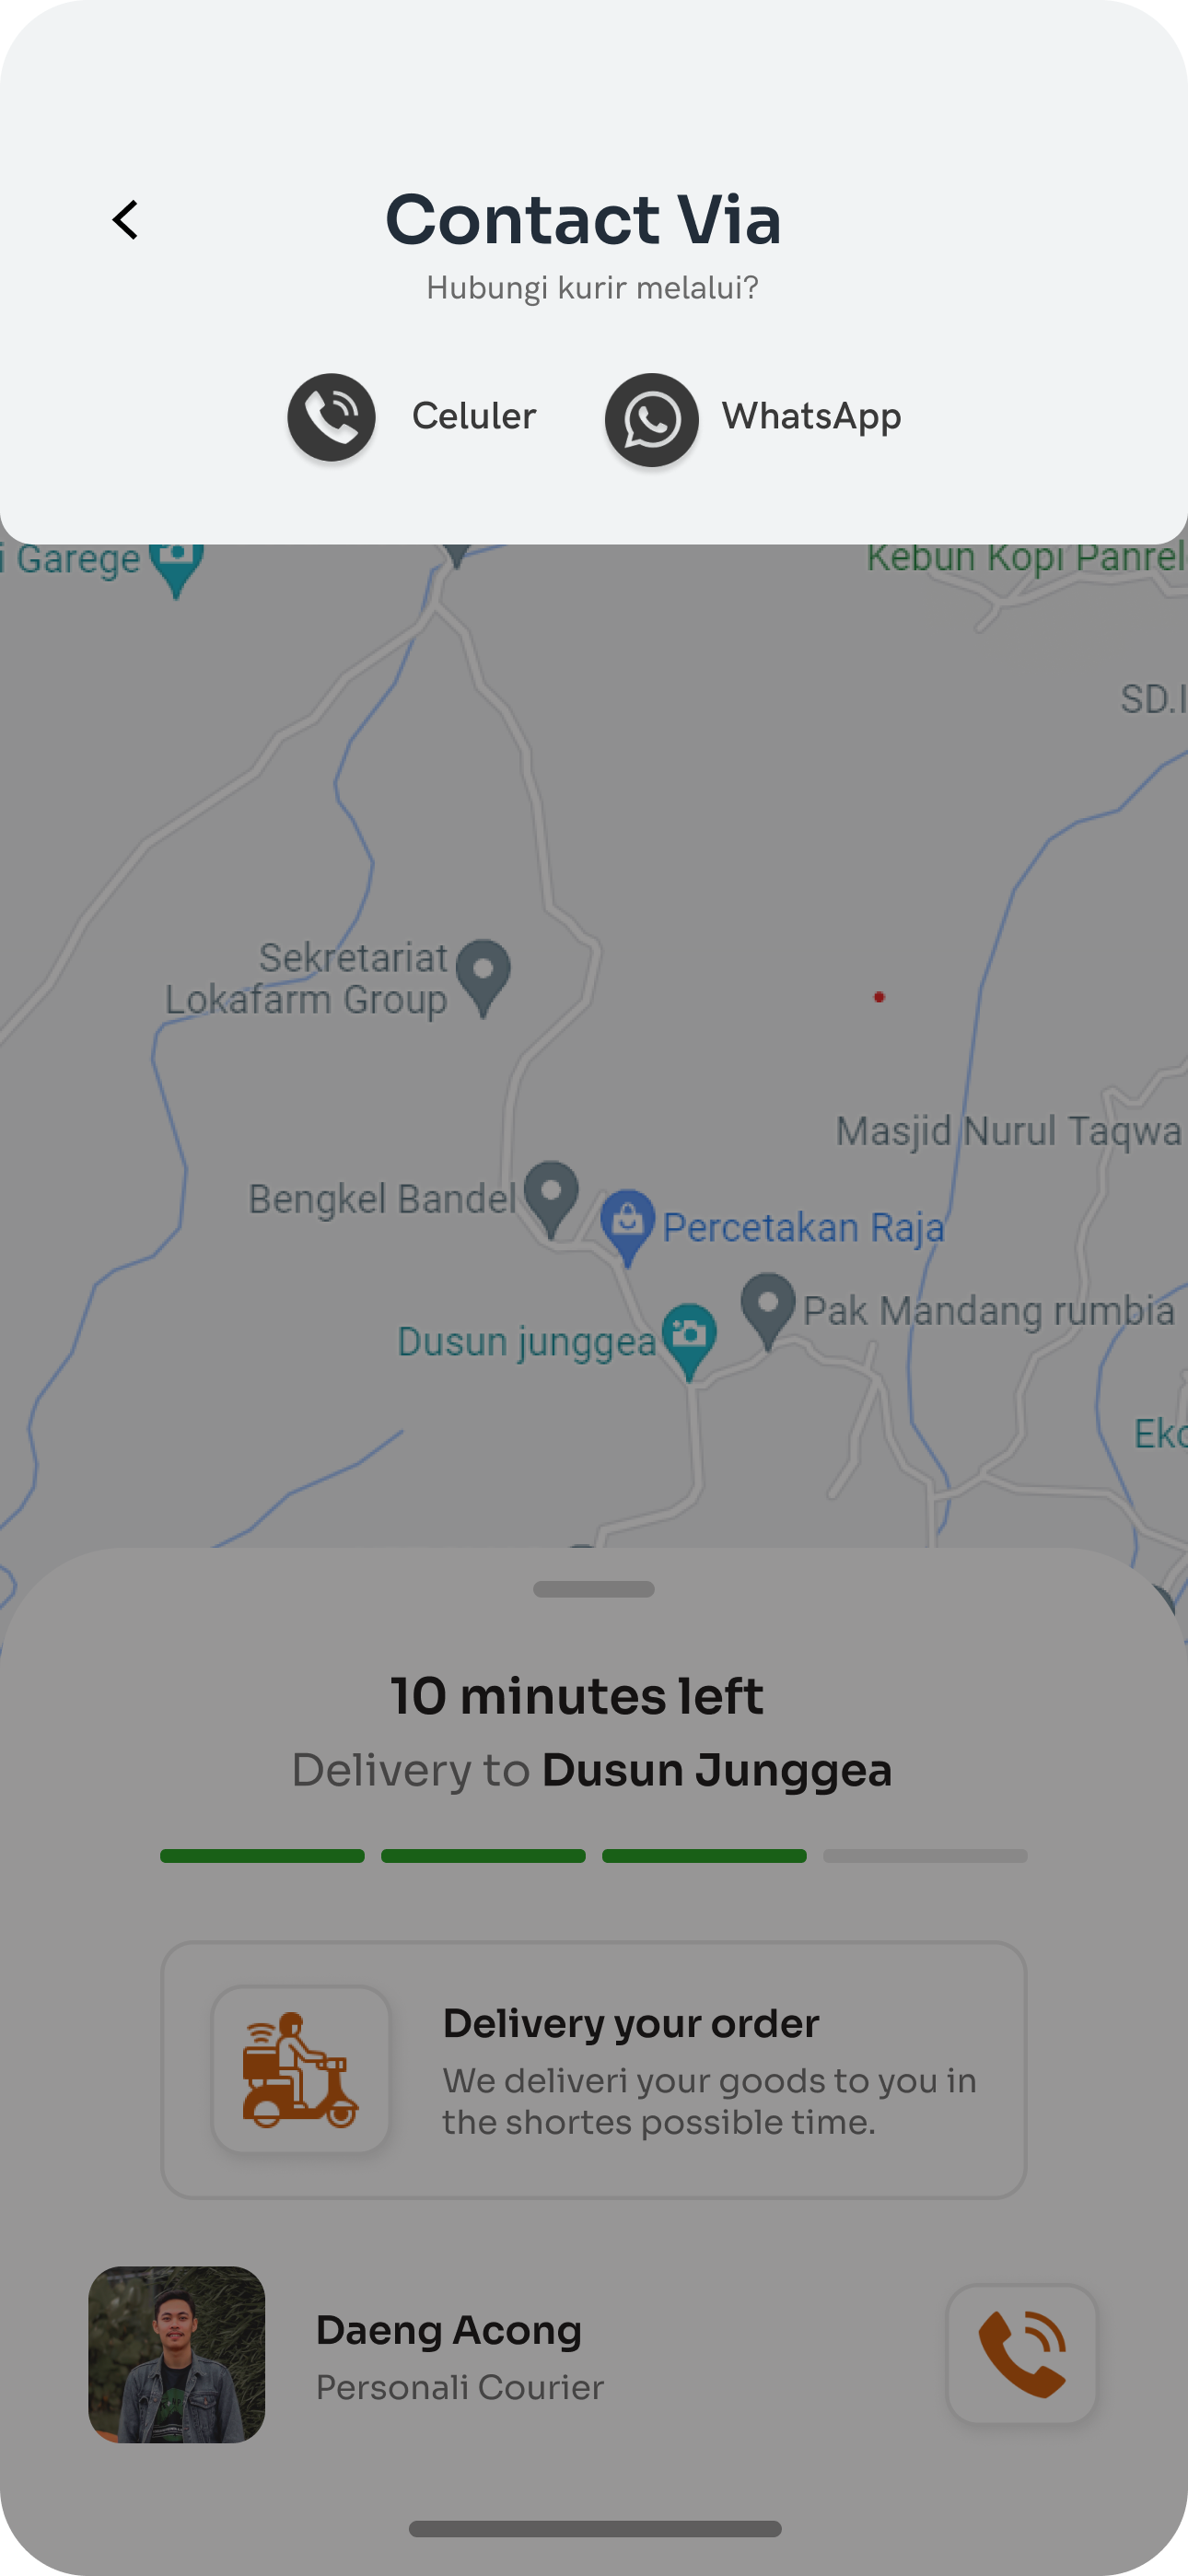 Contact Via
Hubungi kurir melalui?
Celuler
WhatsApp
i Garege
Kebun Kopi Panrel
SD.I
Sekretariat
Lokafarm Group
Masjid Nurul Taqwa
Bengkel Bandel
Percetakan Raja
Pak Mandang rumbia
Dusun junggea
Eko
10 minutes left
Delivery to Dusun Junggea
Delivery your order
We deliveri your goods to you in
the shortes possible time.
Daeng Acong
Personali Courier